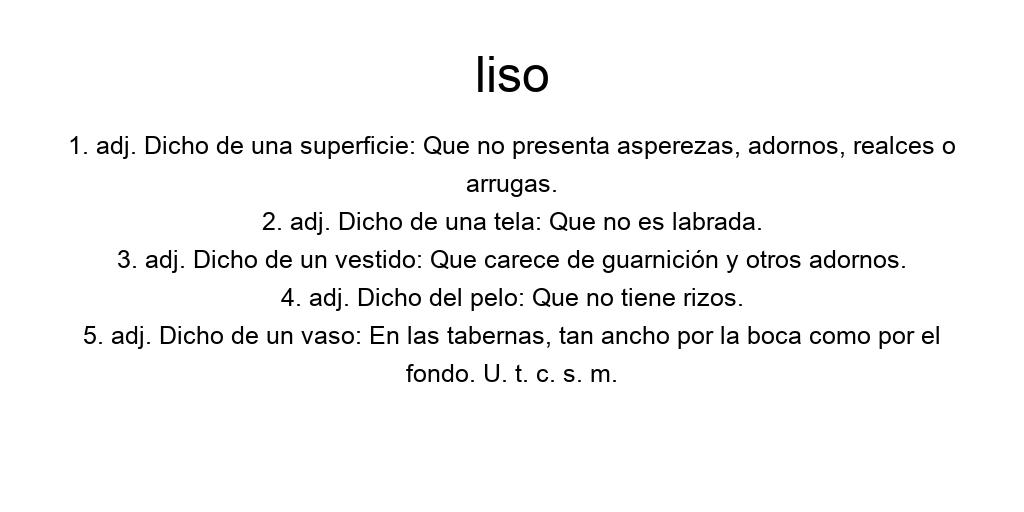 liso
1. adj. Dicho de una superficie: Que no presenta asperezas, adornos, realces o
arrugas.
2. adj. Dicho de una tela: Que no es labrada.
3. adj. Dicho de un vestido: Que carece de guarnición y otros adornos.
4. adj. Dicho del pelo: Que no tiene rizos.
5. adj. Dicho de un vaso: En las tabernas, tan ancho por la boca como por el
fondo. U. t. c. s. m.